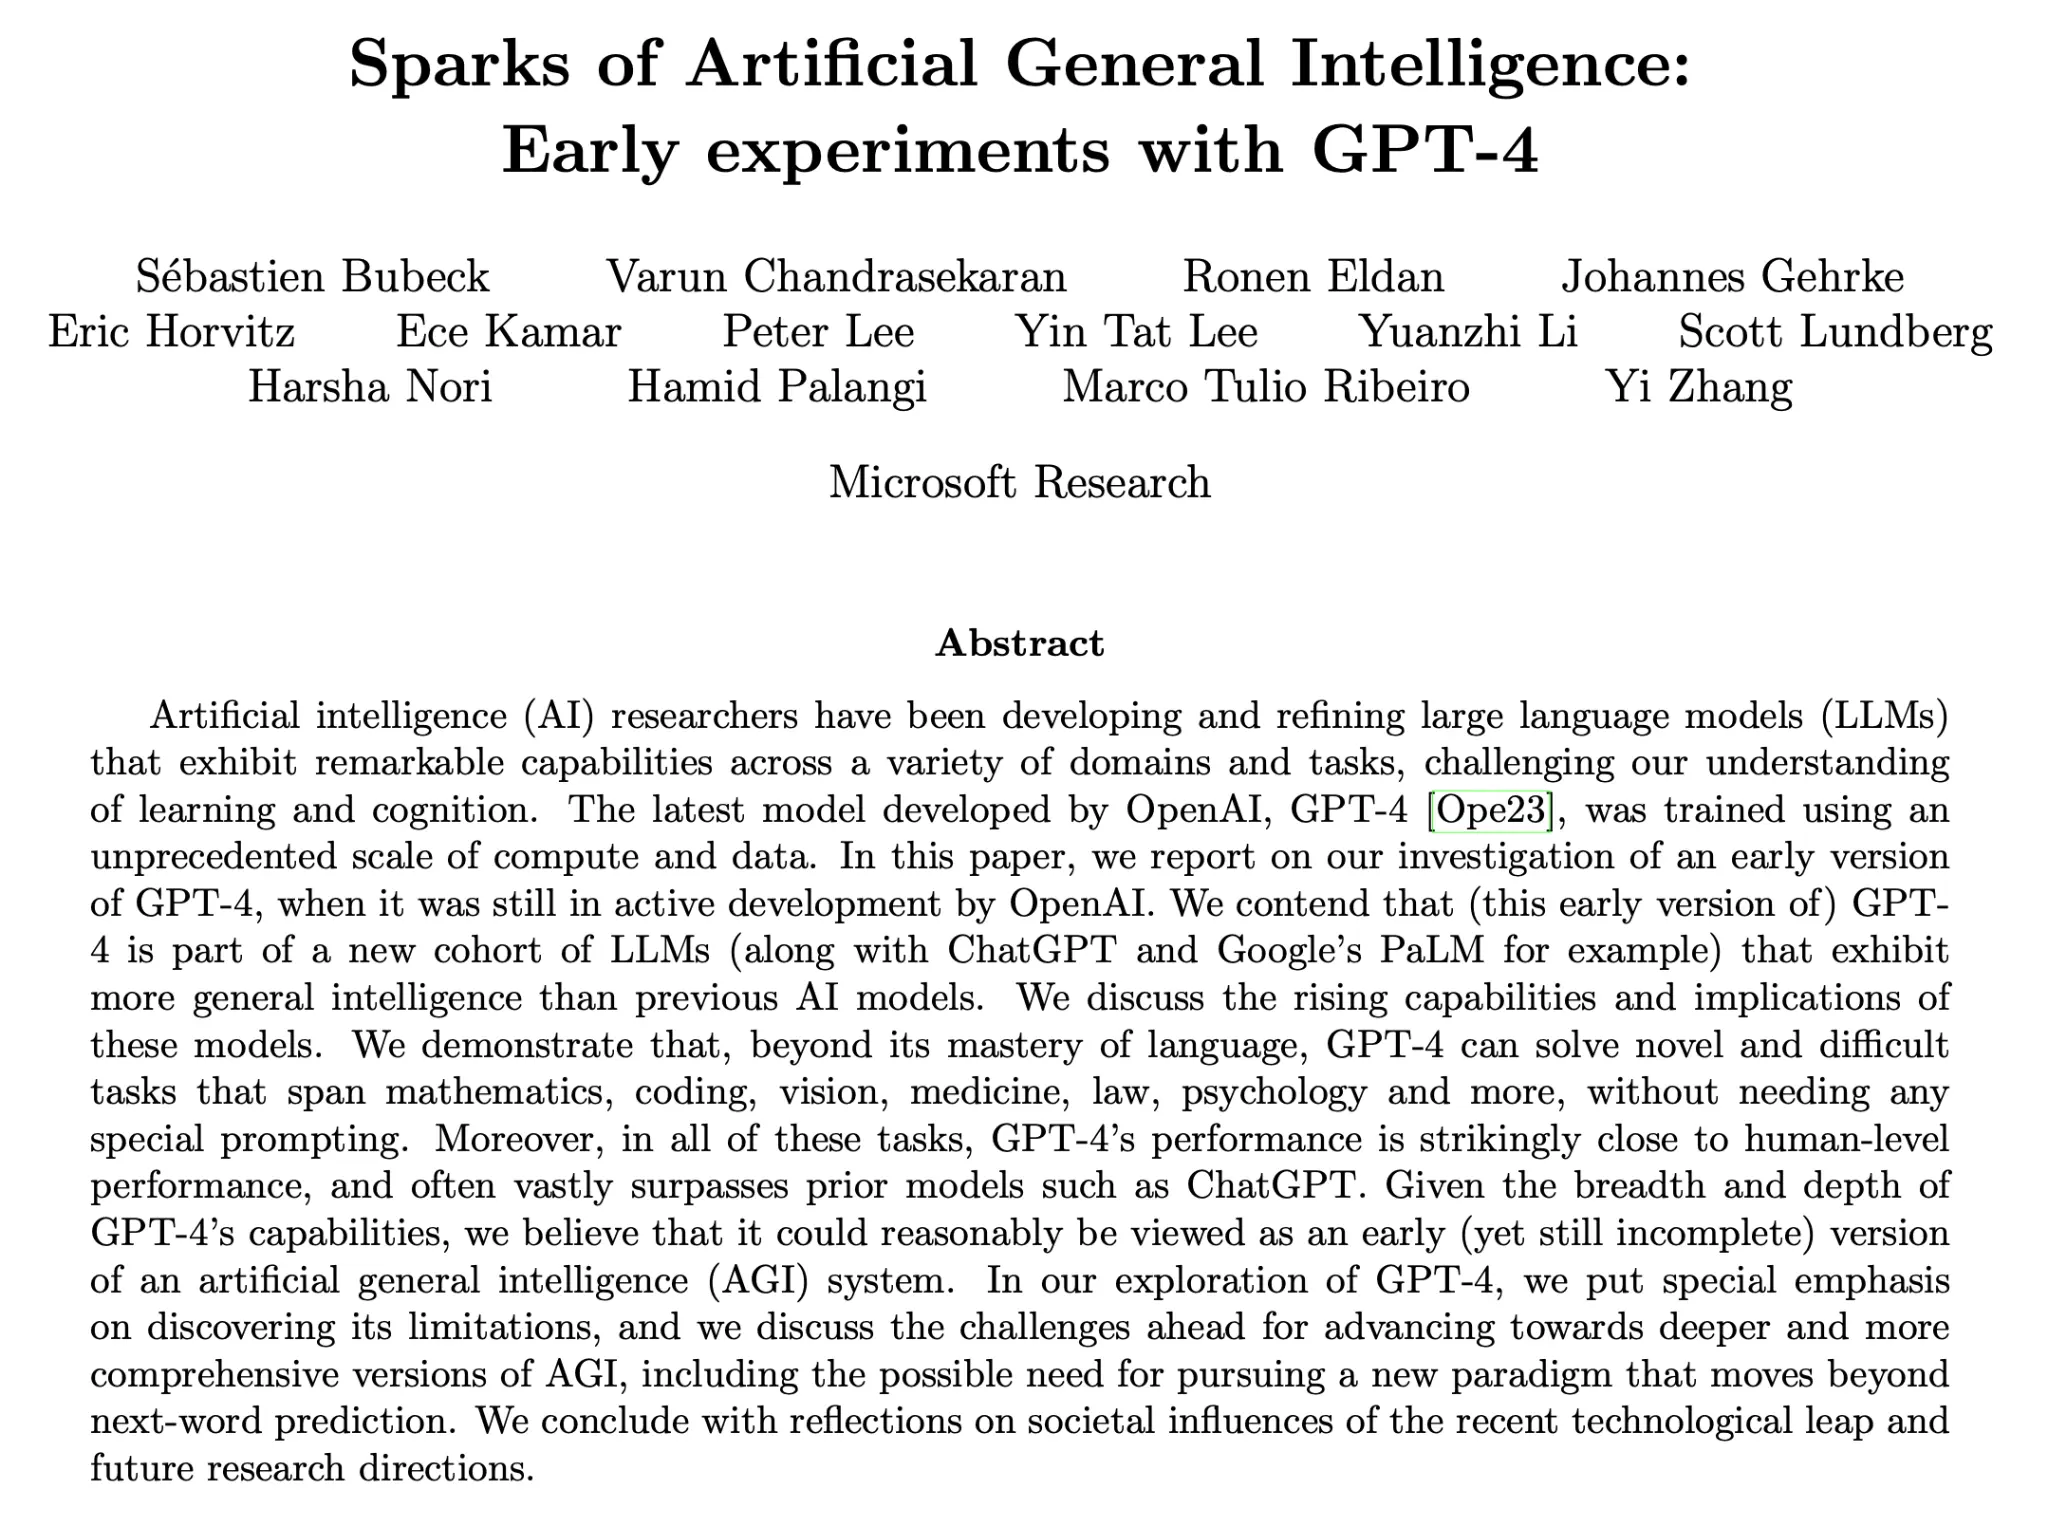 Sparks of Artificial General Intelligence:
Early experiments with GPT-4
Sébastien Bubeck Varun Chandrasekaran Ronen Eldan Johannes Gehrke
Eric Horvitz Ece Kamar Peter Lee Yin Tat Lee Yuanzhi Li Scott Lundberg
Harsha Nori Hamid Palangi Marco Tulio Ribeiro Yi Zhang
Microsoft Research
Abstract
Artificial intelligence (AI) researchers have been developing and refining large language models (LLMs)
that exhibit remarkable capabilities across a variety of domains and tasks, challenging our understanding
of learning and cognition. The latest model developed by OpenAI, GPT-4 [Ope23], was trained using an
unprecedented scale of compute and data. In this paper, we report on our investigation of an early version
of GPT-4, when it was still in active development by OpenAI. We contend that (this early version of) GPT-
4 is part of a new cohort of LLMs (along with ChatGPT and Google's PaLM for example) that exhibit
more general intelligence than previous AI models. We discuss the rising capabilities and implications of
these models. We demonstrate that, beyond its mastery of language, GPT-4 can solve novel and difficult
tasks that span mathematics, coding, vision, medicine, law, psychology and more, without needing any
special prompting. Moreover, in all of these tasks, GPT-4's performance is strikingly close to human-level
performance, and often vastly surpasses prior models such as ChatGPT. Given the breadth and depth of
GPT-4's capabilities, we believe that it could reasonably be viewed as an early (yet still incomplete) version
of an artificial general intelligence (AGI) system. In our exploration of GPT-4, we put special emphasis
on discovering its limitations, and we discuss the challenges ahead for advancing towards deeper and more
comprehensive versions of AGI, including the possible need for pursuing a new paradigm that moves beyond
next-word prediction. We conclude with reflections on societal influences of the recent technological leap and
future research directions.